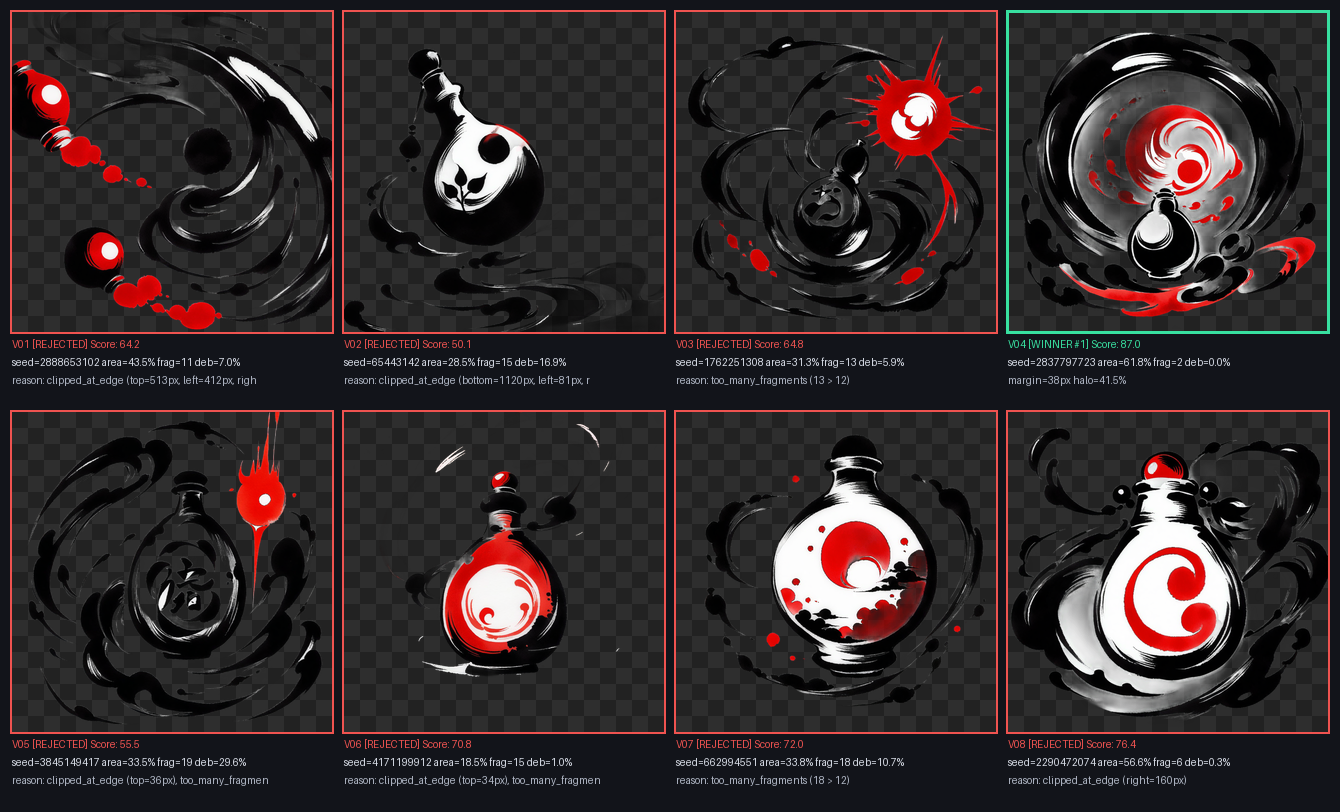 V01 [REJECTED] Score: 64.2
seed=2888653102 area=43.5% frag=11 deb=7.0%
reason: clipped_at_edge (top=513px, left=412px, righ
V02 [REJECTED] Score: 50.1
seed=65443142 area=28.5% frag=15 deb=16.9%
reason: clipped_at_edge (bottom=1120px, left=81px, r
V03 [REJECTED] Score: 64.8
seed=1762251308 area=31.3% frag=13 deb=5.9%
reason: too_many_fragments (13 > 12)
V04 [WINNER #1] Score: 87.0
seed=2837797723 area=61.8% frag=2 deb=0.0%
margin=38px halo=41.5%
V05 [REJECTED] Score: 55.5
seed=3845149417 area=33.5% frag=19 deb=29.6%
reason: clipped_at_edge (top=36px), too_many_fragmen
V06 [REJECTED] Score: 70.8
seed=4171199912 area=18.5% frag=15 deb=1.0%
reason: clipped_at_edge (top=34px), too_many_fragmen
V07 [REJECTED] Score: 72.0
seed=662994551 area=33.8% frag=18 deb=10.7%
reason: too_many_fragments (18 > 12)
V08 [REJECTED] Score: 76.4
seed=2290472074 area=56.6% frag=6 deb=0.3%
reason: clipped_at_edge (right=160px)